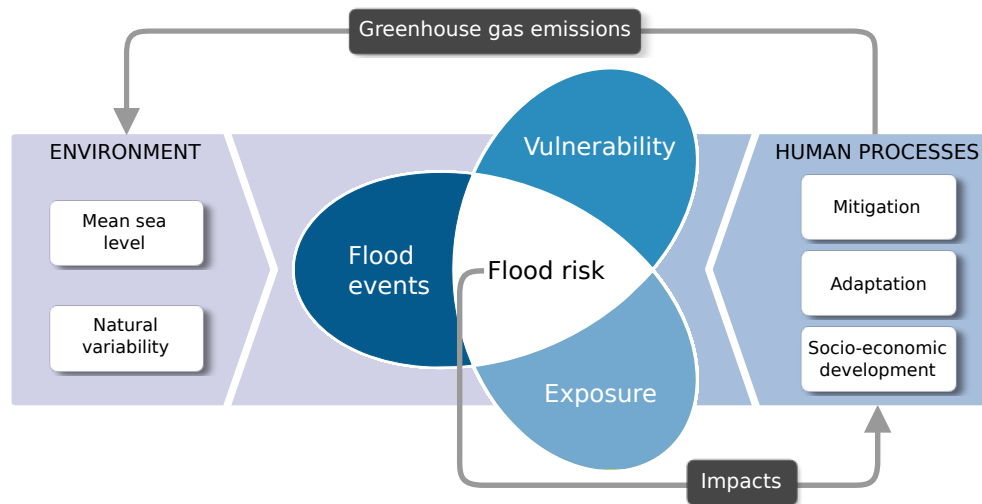 Greenhouse gas emissions
ENVIRONMENT
Mean sea
level
Natural
variability
Flood
events
Vulnerability
Flood risk
Exposure
HUMAN PROCESSES
Mitigation
Adaptation
Socio-economic
development
Impacts